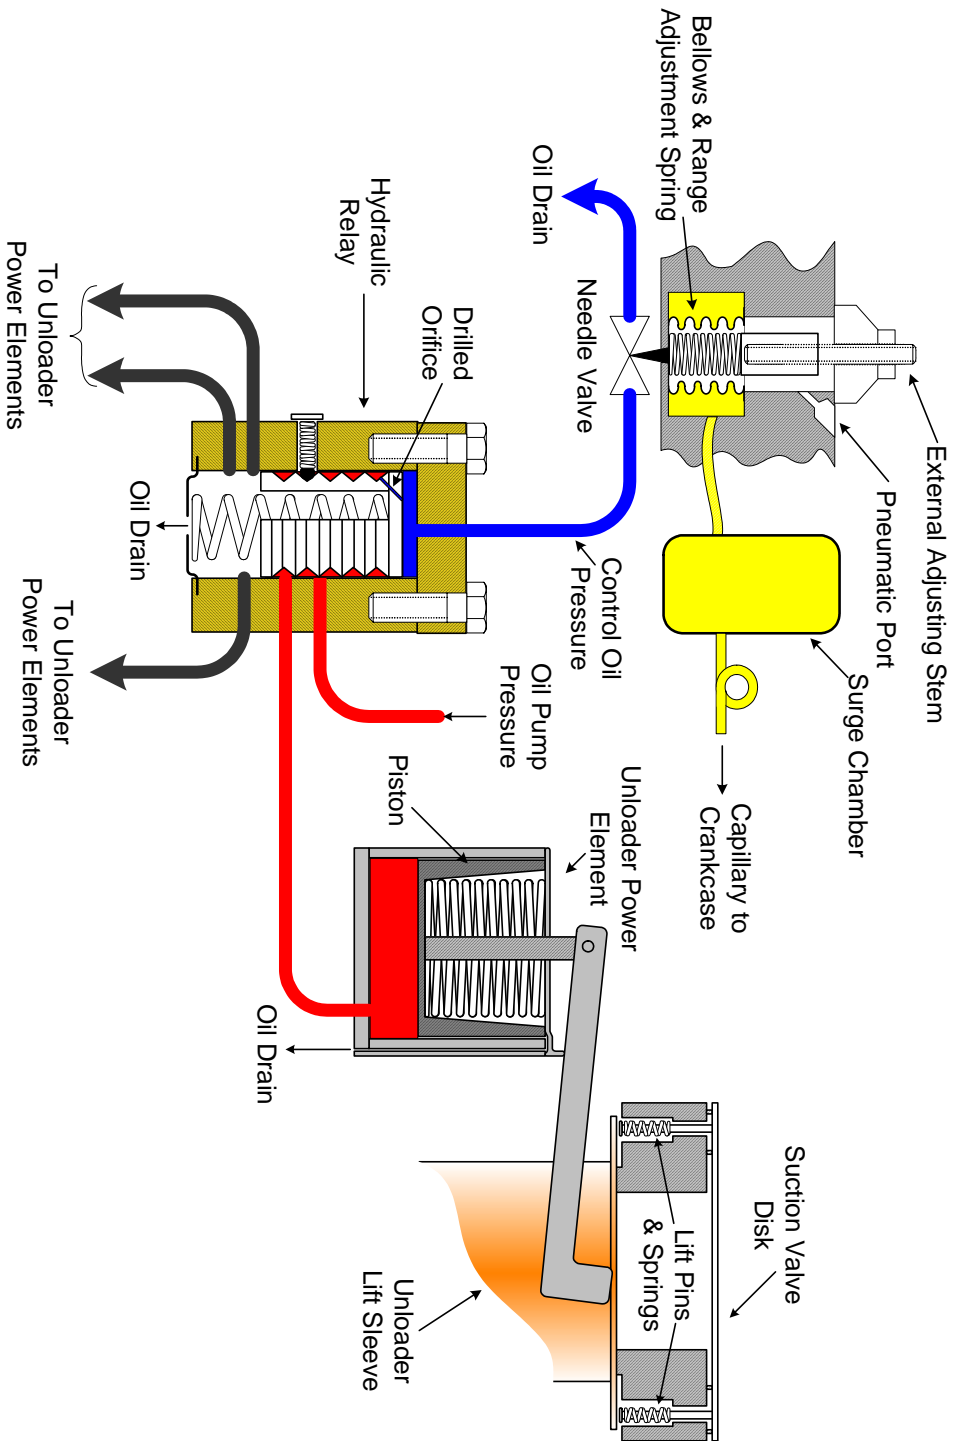 Bellows & Range
Adjustment Spring
External Adjusting Stem
Pneumatic Port
Surge Chamber
Capillary to
Crankcase
Oil Drain
Needle Valve
Control Oil
Pressure
Hydraulic
Relay
Drilled
Orifice
To Unloader
Power Elements
Oil Drain
To Unloader
Power Elements
Oil Pump
Pressure
Piston
Unloader Power
Element
Oil Drain
Suction Valve
Disk
Lift Pins
& Springs
Unloader
Lift Sleeve